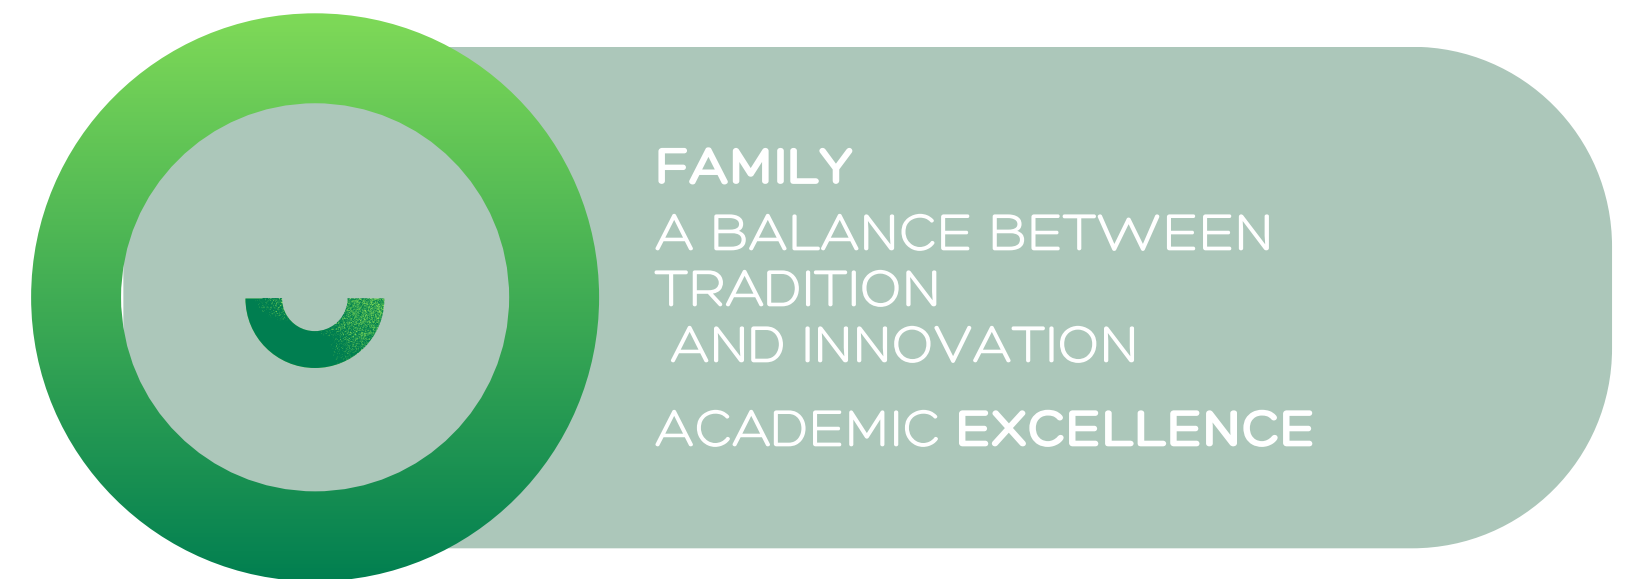 FAMILY
A BALANCE BETWEEN
TRADITION
AND INNOVATION
ACADEMIC EXCELLENCE